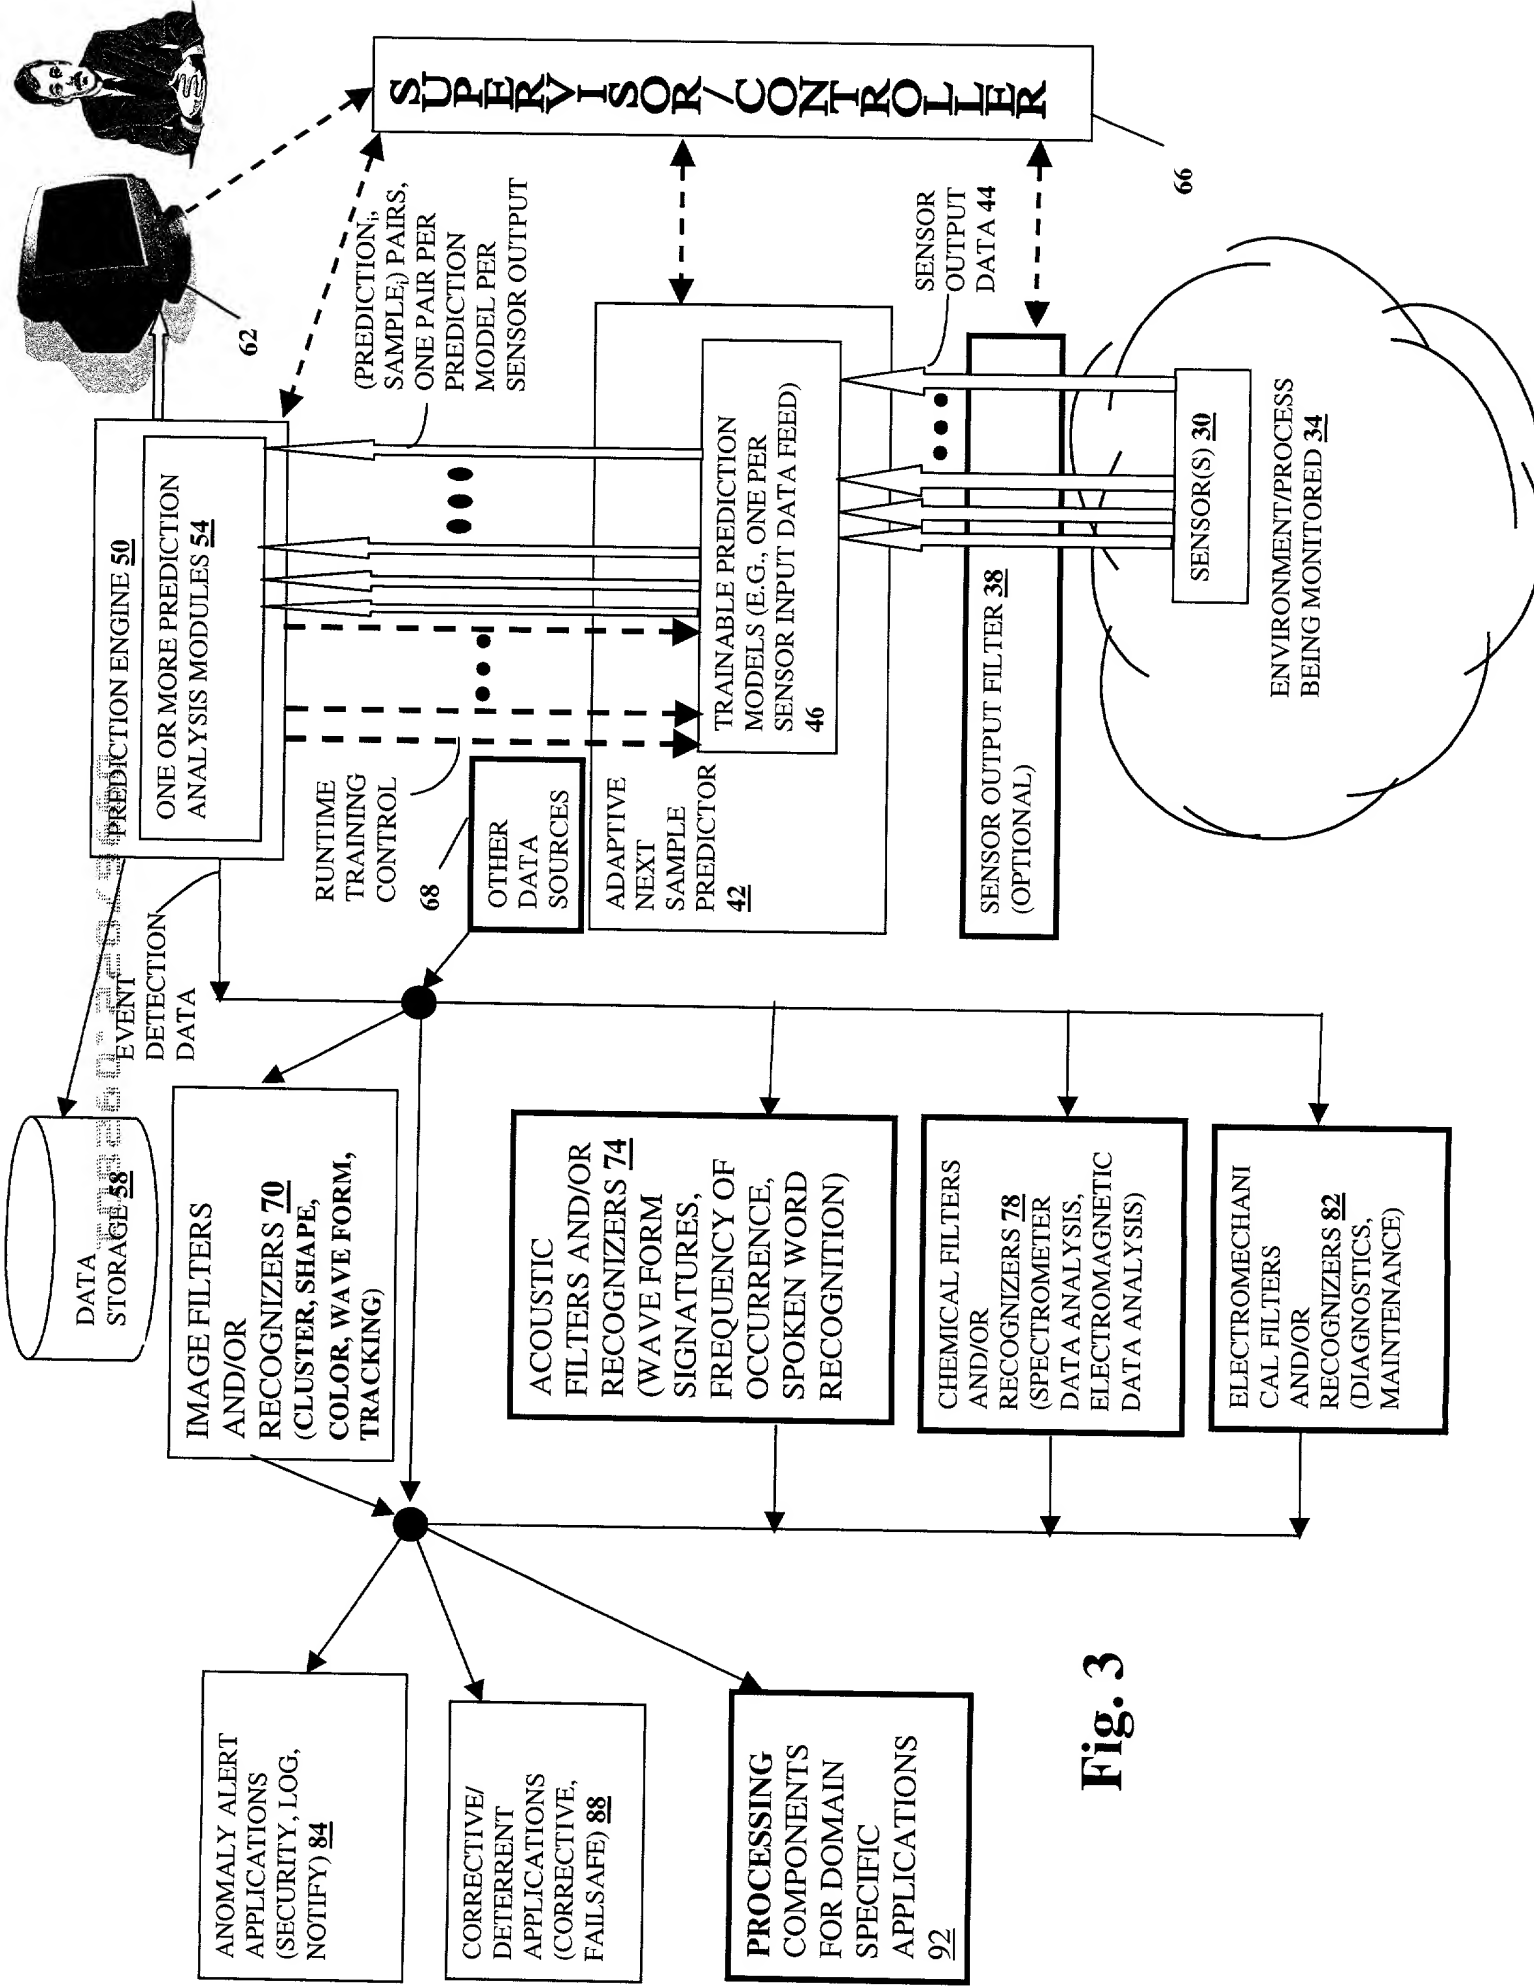 DATA
STORAGE 58
EVENT
DETECTION
DATA
PREDICTION ENGINE 50
ONE OR MORE PREDICTION
ANALYSIS MODULES 54
62
IMAGE FILTERS
AND/OR
RECOGNIZERS 70
(CLUSTER, SHAPE,
COLOR, WAVE FORM,
TRACKING)
RUNTIME
TRAINING
CONTROL
68
(PREDICTIONi,
SAMPLEi) PAIRS,
ONE PAIR PER
PREDICTION
MODEL PER
SENSOR OUTPUT
SUPERVISOR/CONTROLLER
66
OTHER
DATA
SOURCES
ADAPTIVE
NEXT
SAMPLE
PREDICTOR
42
TRAINABLE PREDICTION
MODELS (E.G., ONE PER
SENSOR INPUT DATA FEED)
46
SENSOR
OUTPUT
DATA 44
SENSOR OUTPUT FILTER 38
(OPTIONAL)
SENSOR(S) 30
ENVIRONMENT/PROCESS
BEING MONITORED 34
ACOUSTIC
FILTERS AND/OR
RECOGNIZERS 74
(WAVE FORM
SIGNATURES,
FREQUENCY OF
OCCURRENCE,
SPOKEN WORD
RECOGNITION)
CHEMICAL FILTERS
AND/OR
RECOGNIZERS 78
(SPECTROMETER
DATA ANALYSIS,
ELECTROMAGNETIC
DATA ANALYSIS)
ELECTROMECHANI
CAL FILTERS
AND/OR
RECOGNIZERS 82
(DIAGNOSTICS,
MAINTENANCE)
ANOMALY ALERT
APPLICATIONS
(SECURITY, LOG,
NOTIFY) 84
CORRECTIVE/
DETERRENT
APPLICATIONS
(CORRECTIVE,
FAILSAFE) 88
PROCESSING
COMPONENTS
FOR DOMAIN
SPECIFIC
APPLICATIONS
92
Fig. 3